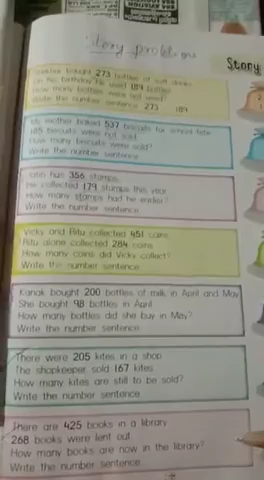 Story problems
Story
bought 273 bottles of soft drinks
on his birthday. He used 189 bottles
How many bottles were not used?
Write the number sentence 273 189
My mother baked 537 biscuits for school fete
185 biscuits were not sold
How many biscuits were sold?
Write the number sentence
Jatin has 356 stamps.
He collected 179 stamps this year
How many stamps had he earlier?
Write the number sentence
Vicky and Ritu collected 451 coins
Ritu alone collected 284 coins
How many coins did Vicky collect?
Write the number sentence
Kanak bought 200 bottles of milk in April and May
She bought 98 bottles in April
How many bottles did she buy in May?
Write the number sentence
There were 205 kites in a shop
The shopkeeper sold 167 kites
How many kites are still to be sold?
Write the number sentence
There are 425 books in a library
268 books were lent out
How many books are now in the library?
Write the number sentence